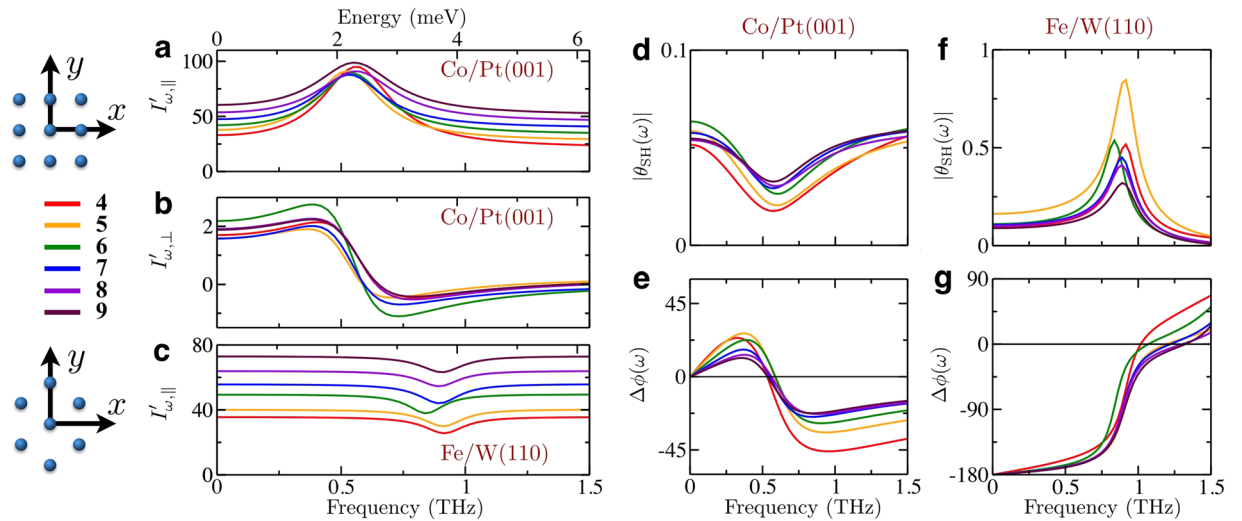 Energy (meV)
0 2 4 6
a
100
50
0
I′ω,∥
Co/Pt(001)
b
2
0
I′ω,⊥
Co/Pt(001)
c
80
40
0
I′ω,∥
Fe/W(110)
0 0.5 1 1.5
Frequency (THz)
y
x
4
5
6
7
8
9
y
x
Co/Pt(001)
d
0.1
0
|θSH(ω)|
e
45
0
-45
Δϕ(ω)
0 0.5 1 1.5
Frequency (THz)
Fe/W(110)
f
1
0.5
0
|θSH(ω)|
g
90
0
-90
-180
Δϕ(ω)
0 0.5 1 1.5
Frequency (THz)